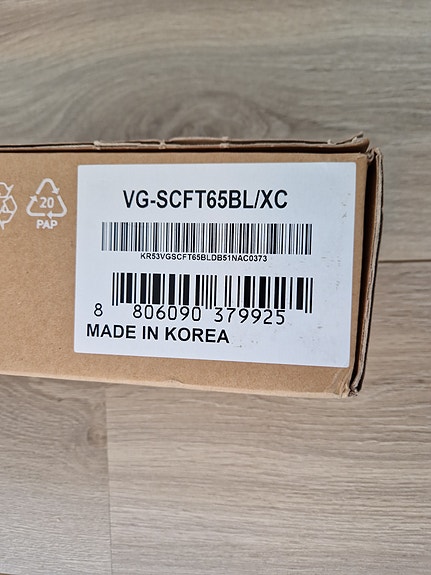 VG-SCFT65BL/XC
KR53VGSCFT65BLDB51NAC0373
8 806090 379925
MADE IN KOREA
20
PAP